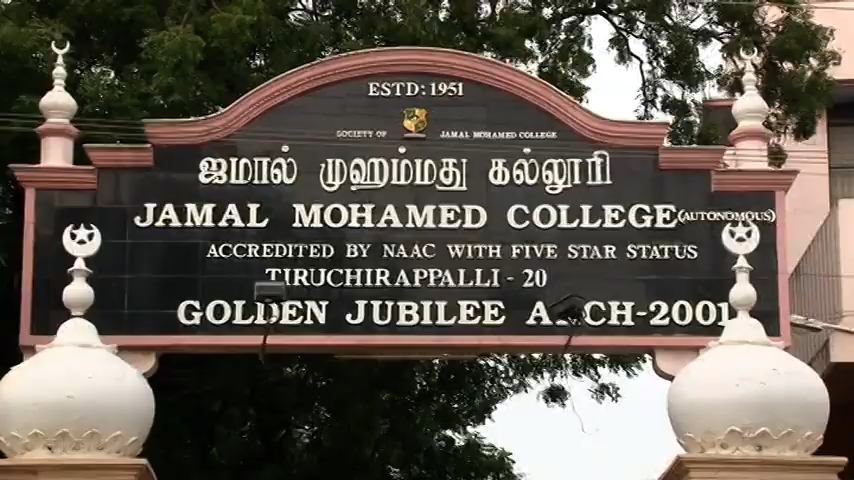 ESTD: 1951
SOCIETY OF JAMAL MOHAMED COLLEGE
ஜமால் முஹம்மது கல்லூரி
JAMAL MOHAMED COLLEGE (AUTONOMOUS)
ACCREDITED BY NAAC WITH FIVE STAR STATUS
TIRUCHIRAPPALLI - 20
GOLDEN JUBILEE ARCH-2001